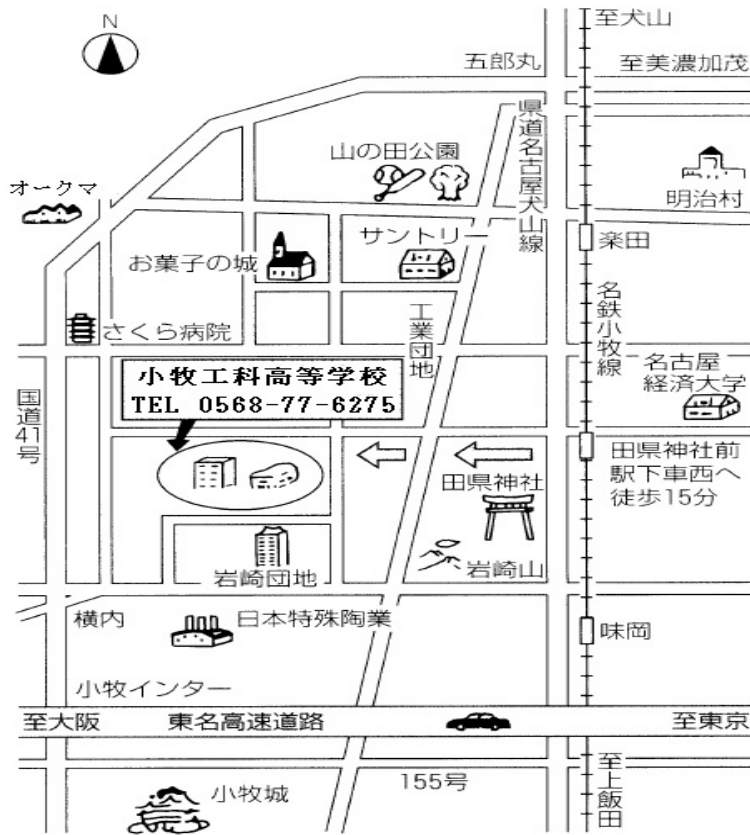 N
至犬山
五郎丸
至美濃加茂
県道名古屋犬山線
山の田公園
オークマ
明治村
サントリー
楽田
お菓子の城
名鉄小牧線
工業団地
さくら病院
名古屋
経済大学
小牧工科高等学校
TEL 0568-77-6275
国道41号
田県神社前
駅下車西へ
徒歩15分
田県神社
岩崎山
岩崎団地
横内
日本特殊陶業
味岡
小牧インター
至大阪
東名高速道路
至東京
至上飯田
155号
小牧城